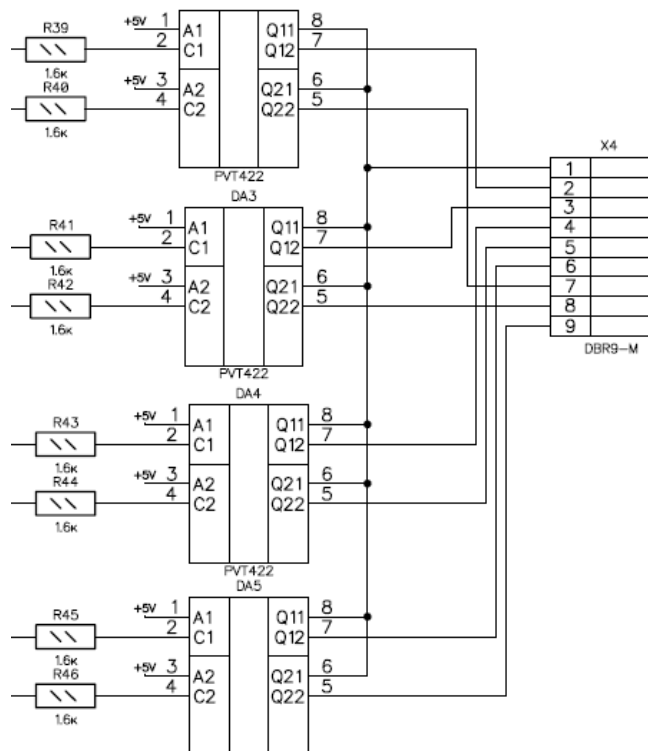 R39
1.6к
R40
1.6к
+5V 1 A1 Q11 8
2 C1 Q12 7
+5V 3 A2 Q21 6
4 C2 Q22 5
PVT422
DA3
R41
1.6к
R42
1.6к
+5V 1 A1 Q11 8
2 C1 Q12 7
+5V 3 A2 Q21 6
4 C2 Q22 5
PVT422
DA4
R43
1.6к
R44
1.6к
+5V 1 A1 Q11 8
2 C1 Q12 7
+5V 3 A2 Q21 6
4 C2 Q22 5
PVT422
DA5
R45
1.6к
R46
1.6к
+5V 1 A1 Q11 8
2 C1 Q12 7
+5V 3 A2 Q21 6
4 C2 Q22 5
X4
1
2
3
4
5
6
7
8
9
DBR9-M